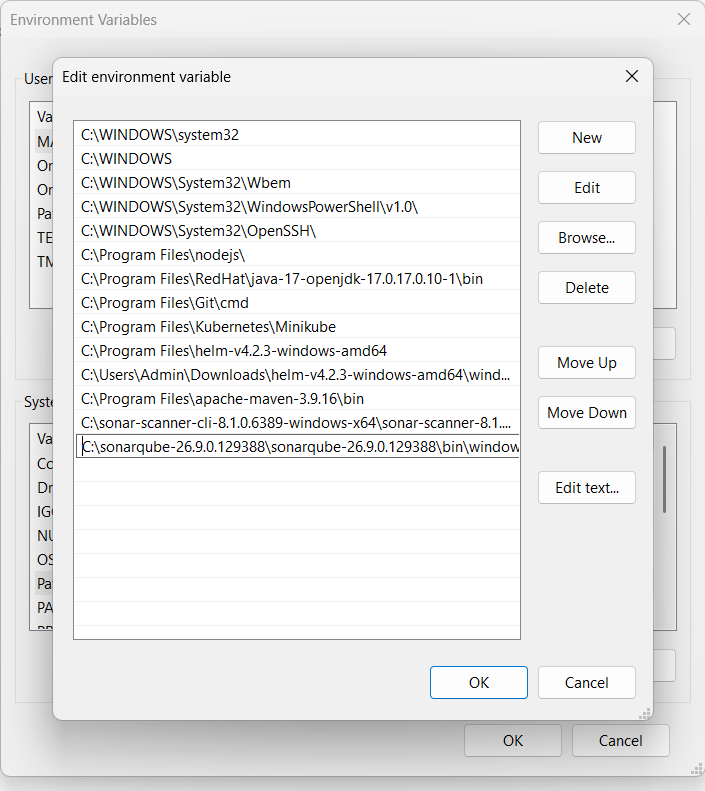 Environment Variables
User
Edit environment variable
Va
MA
On
On
Pa
TE
TM
C:\WINDOWS\system32
C:\WINDOWS
C:\WINDOWS\System32\Wbem
C:\WINDOWS\System32\WindowsPowerShell\v1.0\
C:\WINDOWS\System32\OpenSSH\
C:\Program Files\nodejs\
C:\Program Files\RedHat\java-17-openjdk-17.0.17.0.10-1\bin
C:\Program Files\Git\cmd
C:\Program Files\Kubernetes\Minikube
C:\Program Files\helm-v4.2.3-windows-amd64
C:\Users\Admin\Downloads\helm-v4.2.3-windows-amd64\wind...
C:\Program Files\apache-maven-3.9.16\bin
C:\sonar-scanner-cli-8.1.0.6389-windows-x64\sonar-scanner-8.1....
C:\sonarqube-26.9.0.129388\sonarqube-26.9.0.129388\bin\window
New
Edit
Browse...
Delete
Move Up
Move Down
Edit text...
Syste
Va
Co
Dr
IGC
NU
OS
Pat
PA
OK
Cancel
OK
Cancel